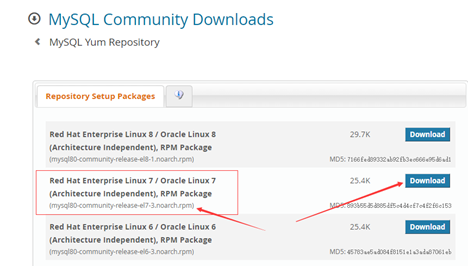 MySQL Community Downloads
MySQL Yum Repository
Repository Setup Packages
Red Hat Enterprise Linux 8 / Oracle Linux 8
(Architecture Independent), RPM Package
29.7K
Download
(mysql80-community-release-el8-1.noarch.rpm)
MD5:
Red Hat Enterprise Linux 7 / Oracle Linux 7
(Architecture Independent), RPM Package
25.4K
Download
(mysql80-community-release-el7-3.noarch.rpm)
MD5:
Red Hat Enterprise Linux 6 / Oracle Linux 6
(Architecture Independent), RPM Package
25.4K
Download
(mysql80-community-release-el6-3.noarch.rpm)
MD5: